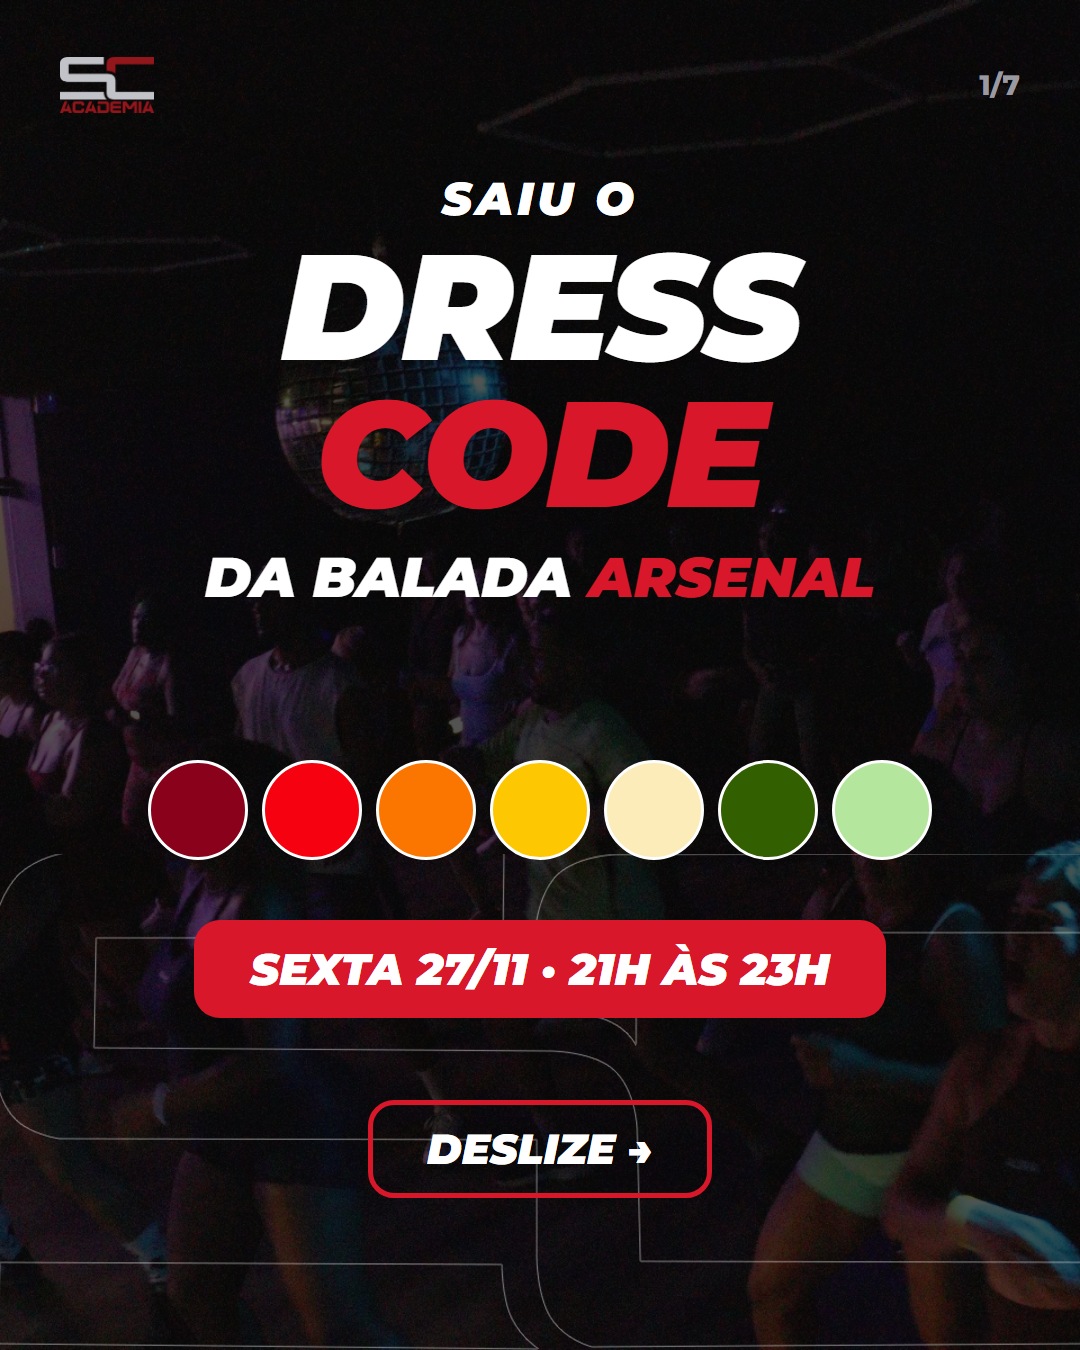 SC
ACADEMIA
1/7
SAIU O
DRESS
CODE
DA BALADA ARSENAL
SEXTA 27/11 • 21H ÀS 23H
DESLIZE →